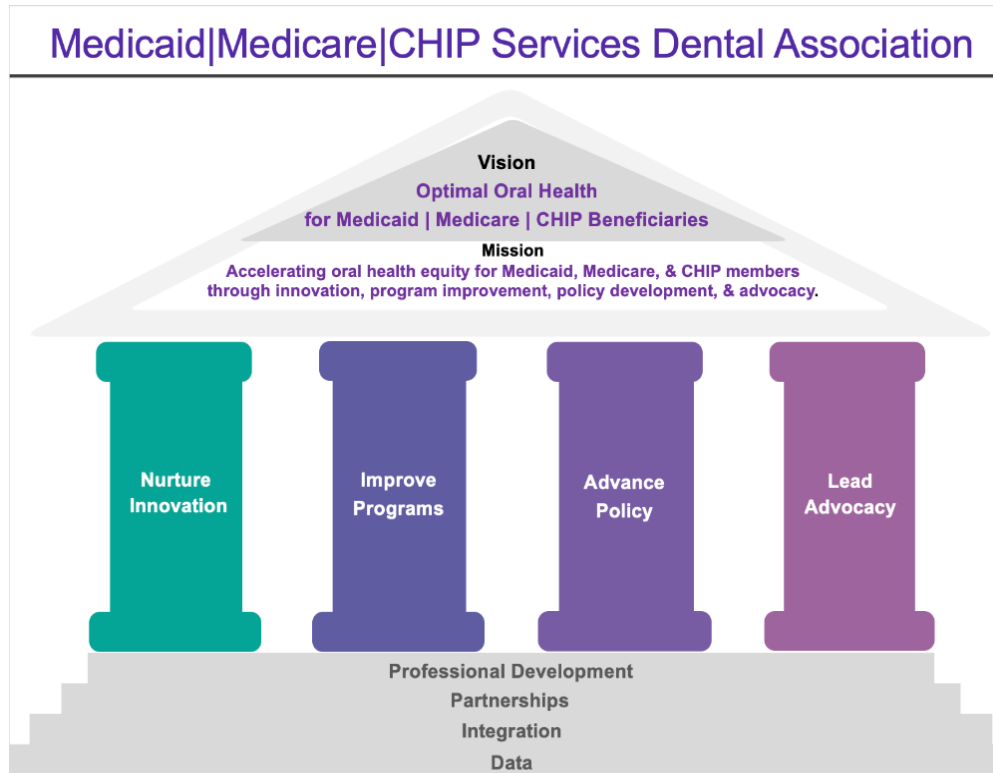 Medicaid|Medicare|CHIP Services Dental Association
Vision
Optimal Oral Health
for Medicaid | Medicare | CHIP Beneficiaries
Mission
Accelerating oral health equity for Medicaid, Medicare, & CHIP members
through innovation, program improvement, policy development, & advocacy.
Nurture
Innovation
Improve
Programs
Advance
Policy
Lead
Advocacy
Professional Development
Partnerships
Integration
Data